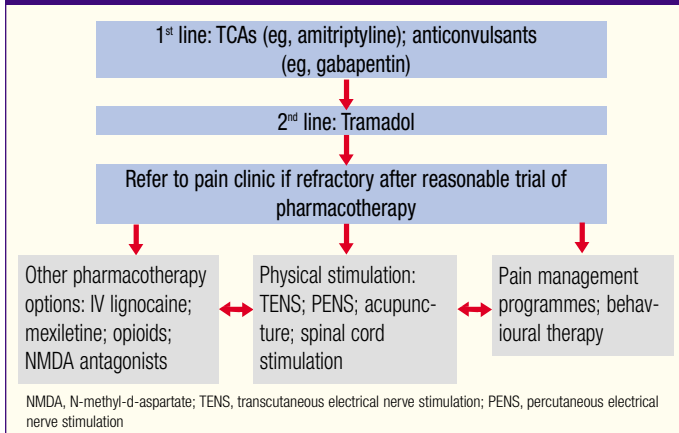 1st line: TCAs (eg, amitriptyline); anticonvulsants
(eg, gabapentin)
2nd line: Tramadol
Refer to pain clinic if refractory after reasonable trial of
pharmacotherapy
Other pharmacotherapy
options: IV lignocaine;
mexiletine; opioids;
NMDA antagonists
Physical stimulation:
TENS; PENS; acupunc-
ture; spinal cord
stimulation
Pain management
programmes; behav-
ioural therapy
NMDA, N-methyl-d-aspartate; TENS, transcutaneous electrical nerve stimulation; PENS, percutaneous electrical
nerve stimulation